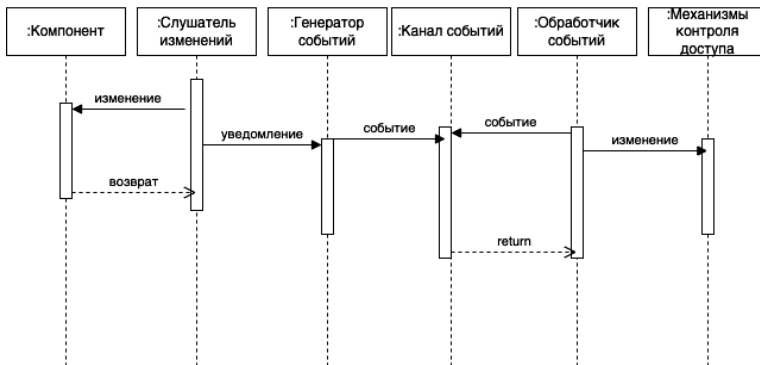 :Компонент
:Слушатель
изменений
:Генератор
событий
:Канал событий
:Обработчик
событий
:Механизмы
контроля
доступа
изменение
уведомление
событие
событие
изменение
возврат
return